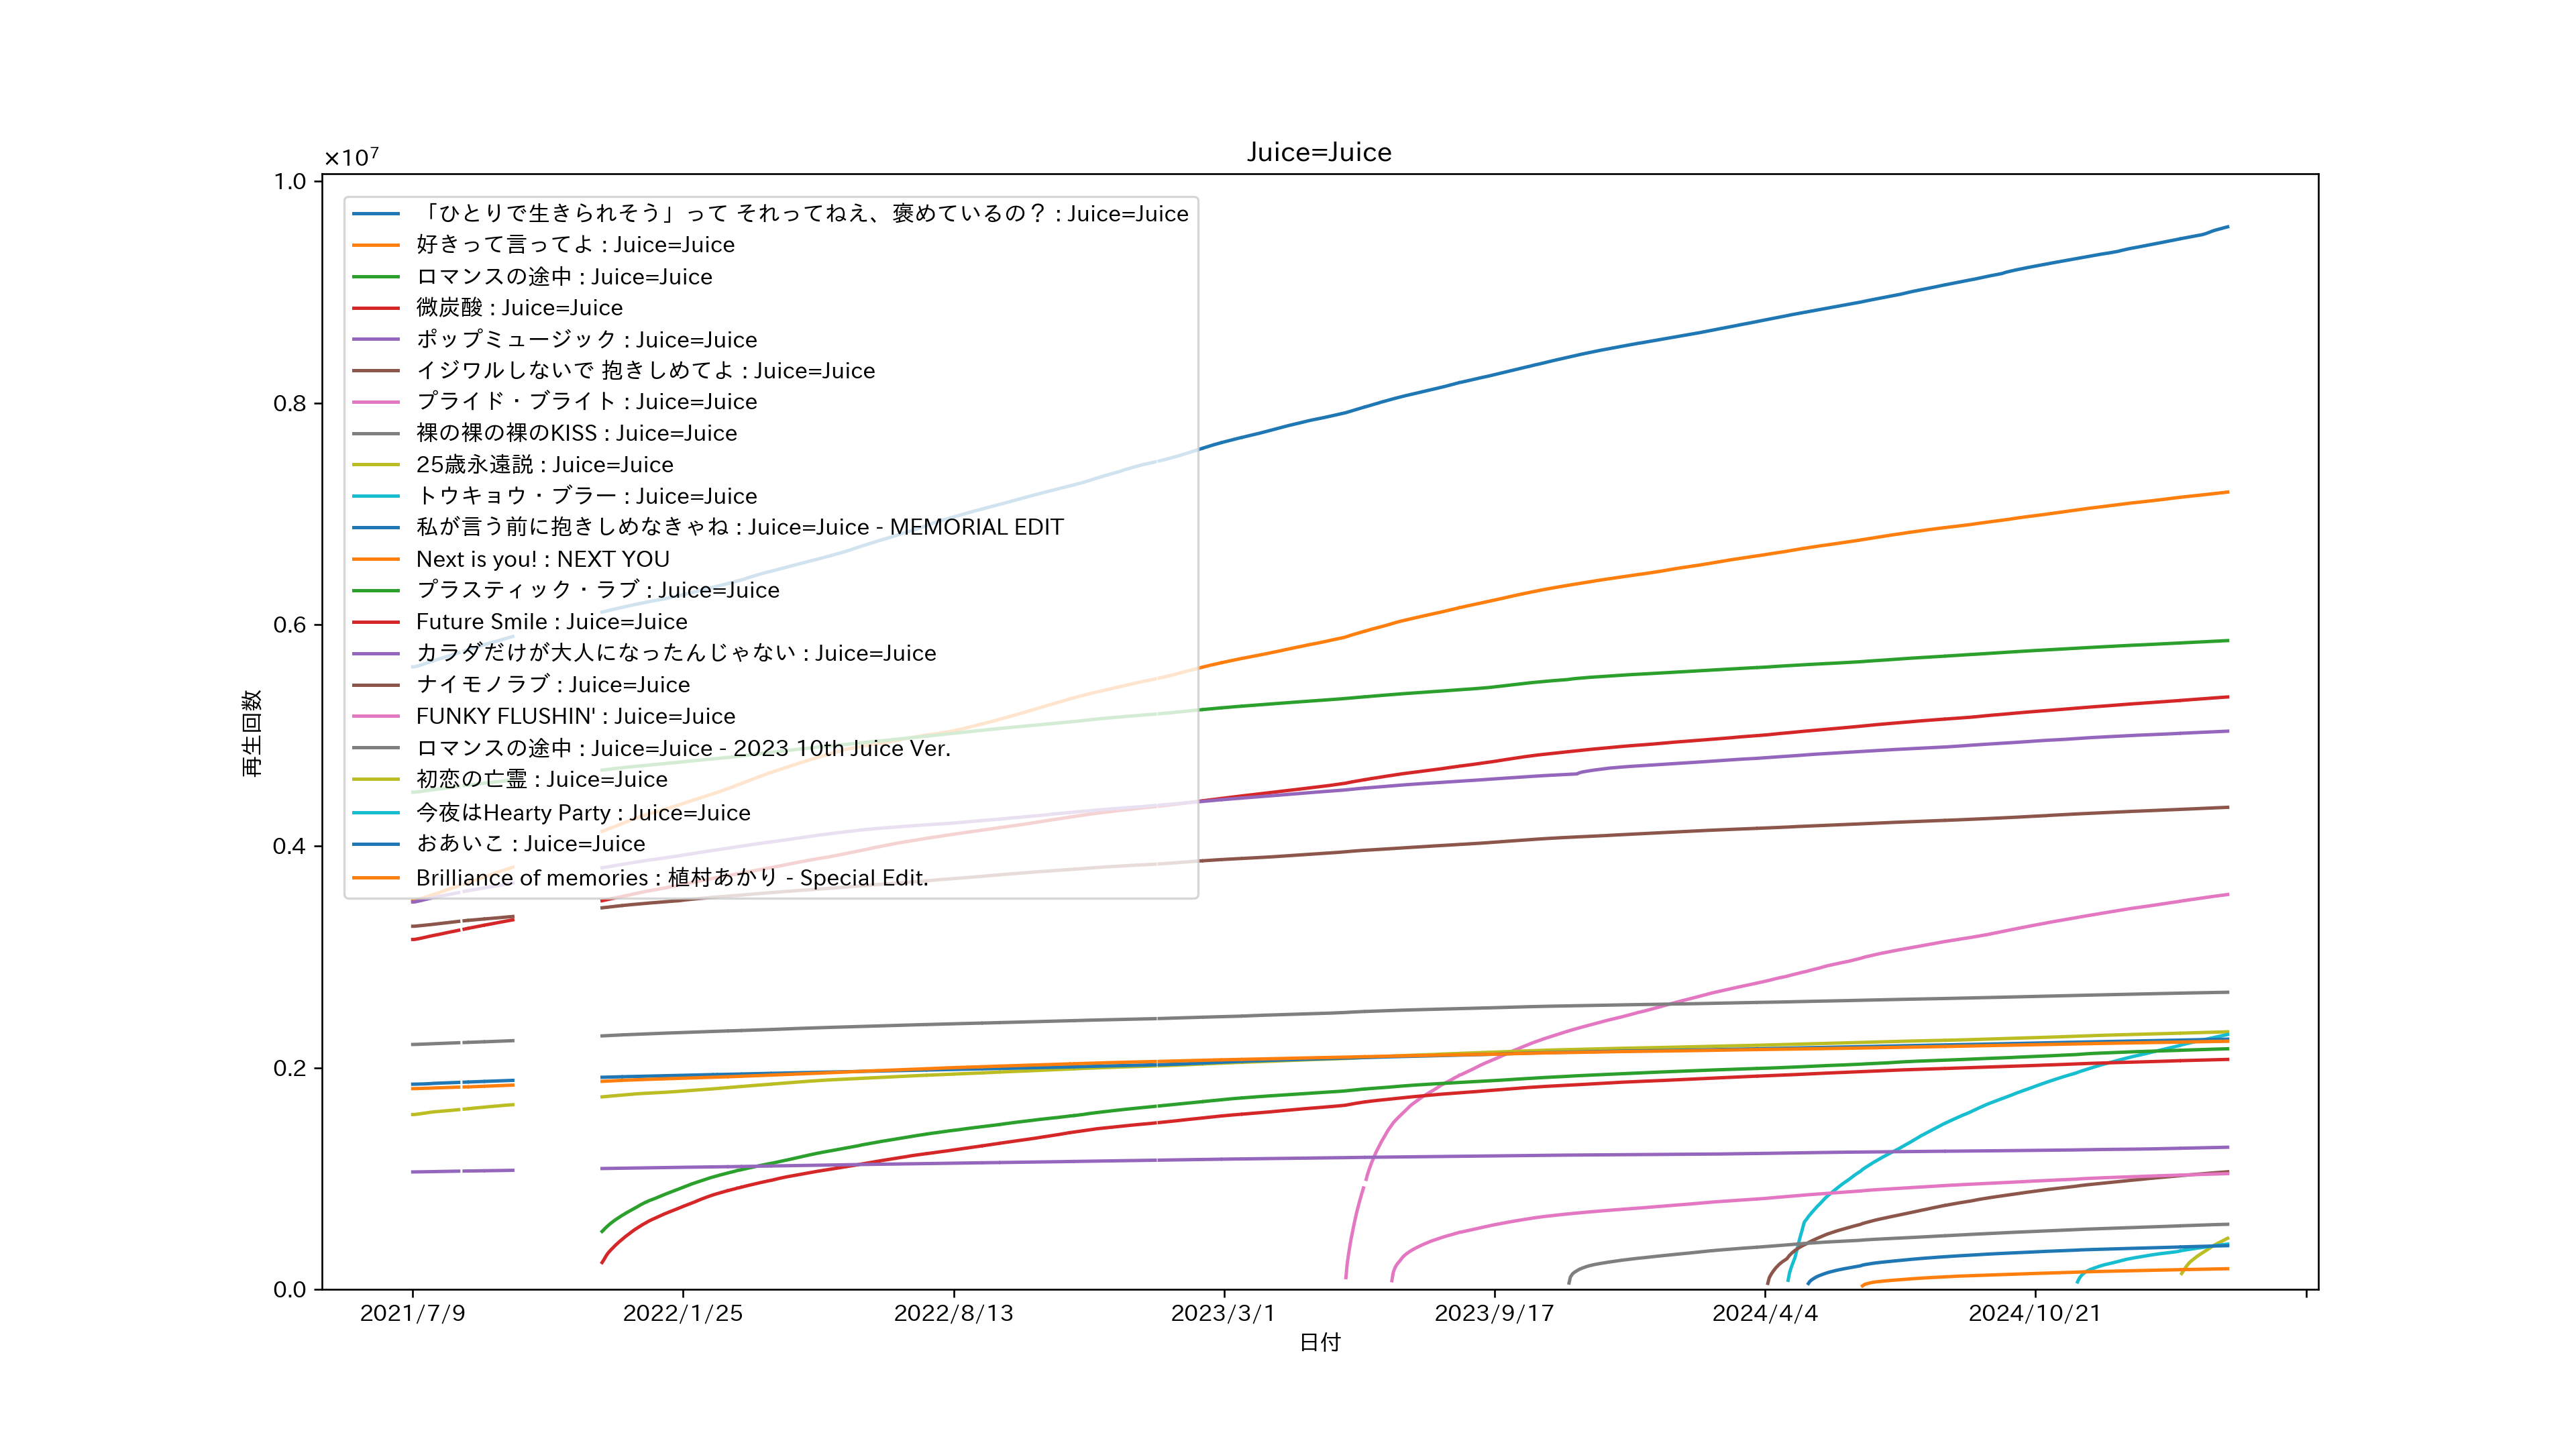 Juice=Juice
×10⁷
1.0
0.8
0.6
0.4
0.2
0.0
再生回数
「ひとりで生きられそう」って それってねえ、褒めているの？ : Juice=Juice
好きって言ってよ : Juice=Juice
ロマンスの途中 : Juice=Juice
微炭酸 : Juice=Juice
ポップミュージック : Juice=Juice
イジワルしないで 抱きしめてよ : Juice=Juice
プライド・ブライト : Juice=Juice
裸の裸の裸のKISS : Juice=Juice
25歳永遠説 : Juice=Juice
トウキョウ・ブラー : Juice=Juice
私が言う前に抱きしめなきゃね : Juice=Juice - MEMORIAL EDIT
Next is you! : NEXT YOU
プラスティック・ラブ : Juice=Juice
Future Smile : Juice=Juice
カラダだけが大人になったんじゃない : Juice=Juice
ナイモノラブ : Juice=Juice
FUNKY FLUSHIN' : Juice=Juice
ロマンスの途中 : Juice=Juice - 2023 10th Juice Ver.
初恋の亡霊 : Juice=Juice
今夜はHearty Party : Juice=Juice
おあいこ : Juice=Juice
Brilliance of memories : 植村あかり - Special Edit.
2021/7/9
2022/1/25
2022/8/13
2023/3/1
2023/9/17
2024/4/4
2024/10/21
日付